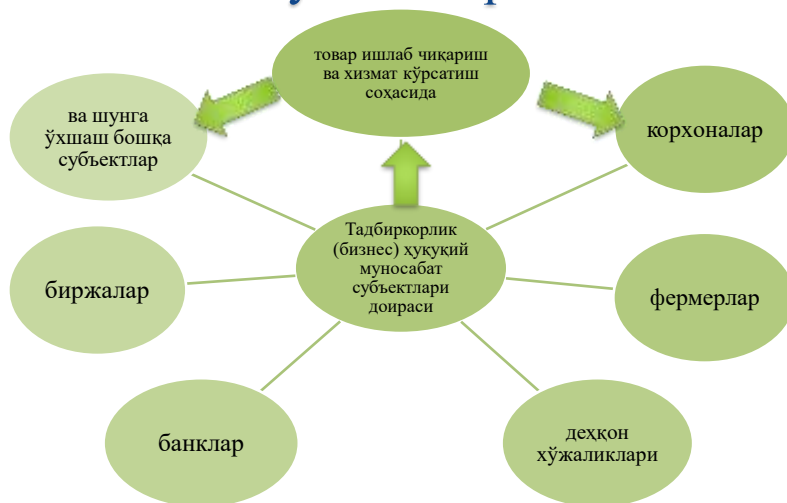 товар ишлаб чиқариш
ва хизмат кўрсатиш
соҳасида
ва шунга
ўхшаш бошқа
субъектлар
корхоналар
Тадбиркорлик
(бизнес) ҳуқуқий
муносабат
субъектлари
доираси
биржалар
фермерлар
банклар
деҳқон
хўжаликлари